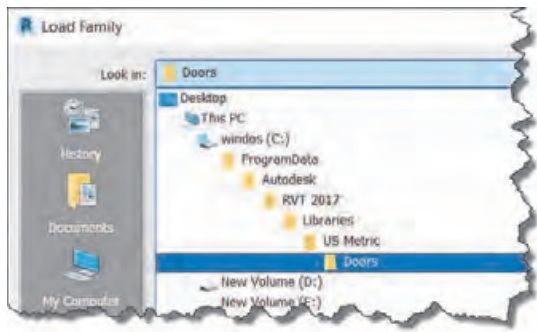 Load Family
Look in:
Doors
Desktop
This PC
windos (C:)
ProgramData
Autodesk
RVT 2017
Libraries
US Metric
Doors
New Volume (D:)
New Volume (E:)
History
Documents
My Computer